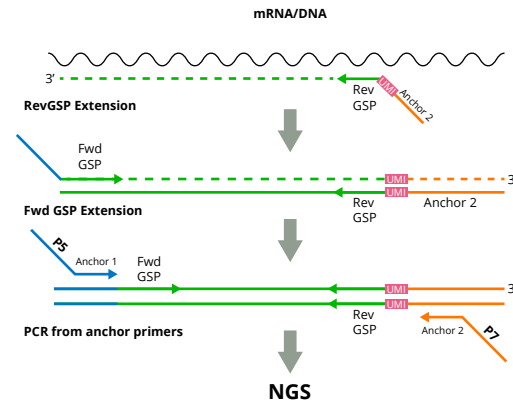 mRNA/DNA
3’
Rev
GSP
UMI
Anchor 2
RevGSP Extension
Fwd
GSP
UMI
3
Rev
GSP
UMI
Anchor 2
Fwd GSP Extension
P5
Anchor 1
Fwd
GSP
UMI
3
Rev
GSP
UMI
Anchor 2
P7
PCR from anchor primers
NGS